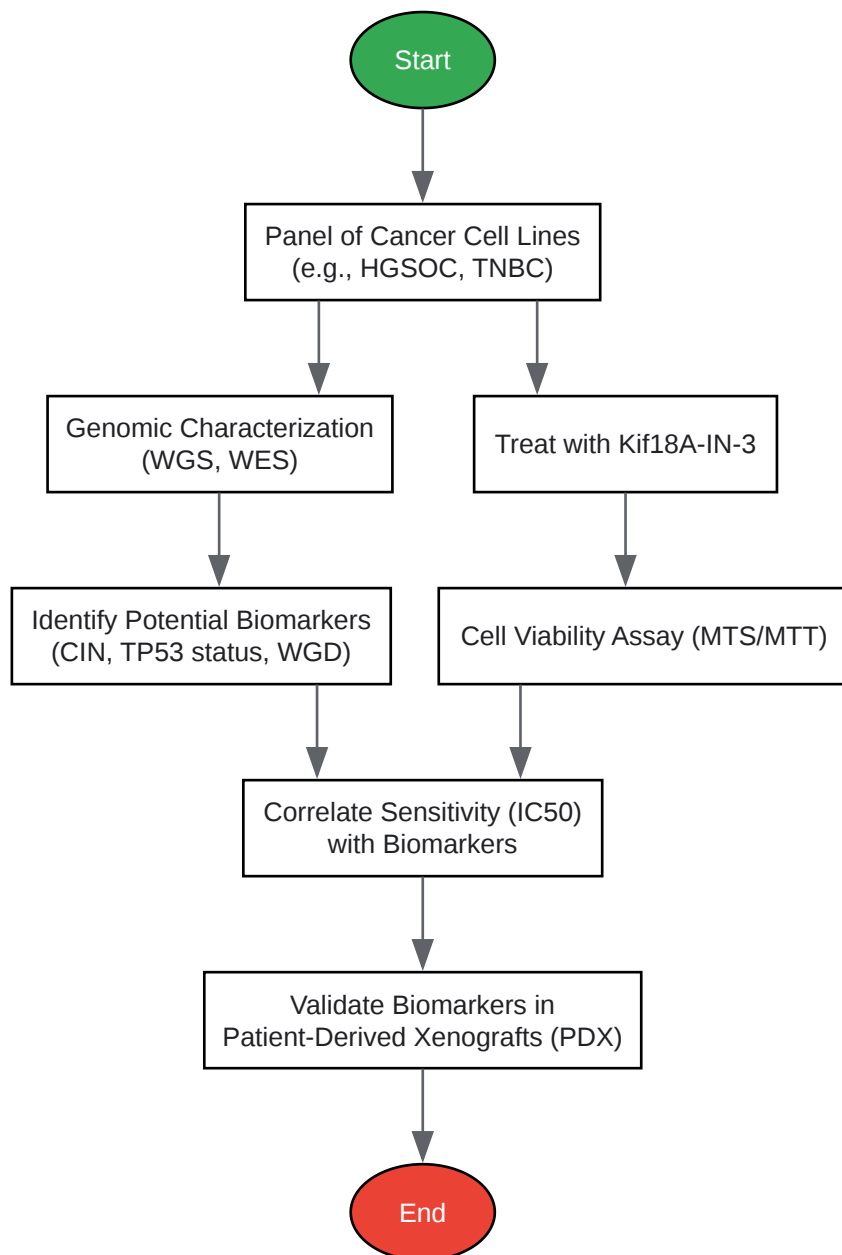 Start
Panel of Cancer Cell Lines
(e.g., HGSOC, TNBC)
Genomic Characterization
(WGS, WES)
Treat with Kif18A-IN-3
Identify Potential Biomarkers
(CIN, TP53 status, WGD)
Cell Viability Assay (MTS/MTT)
Correlate Sensitivity (IC50)
with Biomarkers
Validate Biomarkers in
Patient-Derived Xenografts (PDX)
End